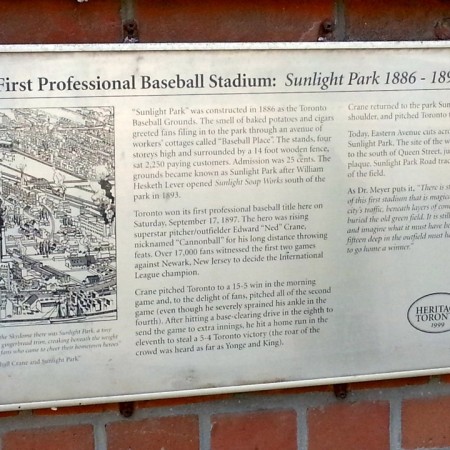 First Professional Baseball Stadium: Sunlight Park 1886 - 189
"Sunlight Park" was constructed in 1886 as the Toronto
Baseball Grounds. The smell of baked potatoes and cigars
greeted fans filing in to the park through an avenue of
workers' cottages called "Baseball Place". The stands, four
storeys high and surrounded by a 14 foot wooden fence,
sat 2,250 paying customers. Admission was 25 cents. The
grounds became known as Sunlight Park after William
Hesketh Lever opened Sunlight Soap Works south of the
park in 1893.
Toronto won its first professional baseball title here on
Saturday, September 17, 1897. The hero was rising
superstar pitcher/outfielder Edward "Ned" Crane,
nicknamed "Cannonball" for his long distance throwing
feats. Over 17,000 fans witnessed the first two games
against Newark, New Jersey to decide the International
League champion.
Crane pitched Toronto to a 15-5 win in the morning
game and, to the delight of fans, pitched all of the second
game (even though he severely sprained his ankle in the
fourth). After hitting a base-clearing drive in the eighth to
send the game to extra innings, he hit a home run in the
eleventh to seal a 5-4 Toronto victory (the roar of the
crowd was heard as far as Yonge and King).
Crane returned to the park Sun
shoulder, and pitched Toronto t
Today, Eastern Avenue cuts acr
Sunlight Park. The site of the w
to the south of Queen Street, ju
plaque. Sunlight Park Road trac
of the field.
As Dr. Meyer puts it, "There is s
of this first stadium that is magica
city's traffic, beneath layers of conc
buried the old green field. It is still
and imagine what it must have be
fifteen deep in the outfield must h
to go home a winner."
the Skydome there was Sunlight Park, a tiny
gingerbread iron, creaking beneath the weight
fans who came to cheer their hometown heroes"
ball Crane and Sunlight Park"
HERITAG
TORONT
1999